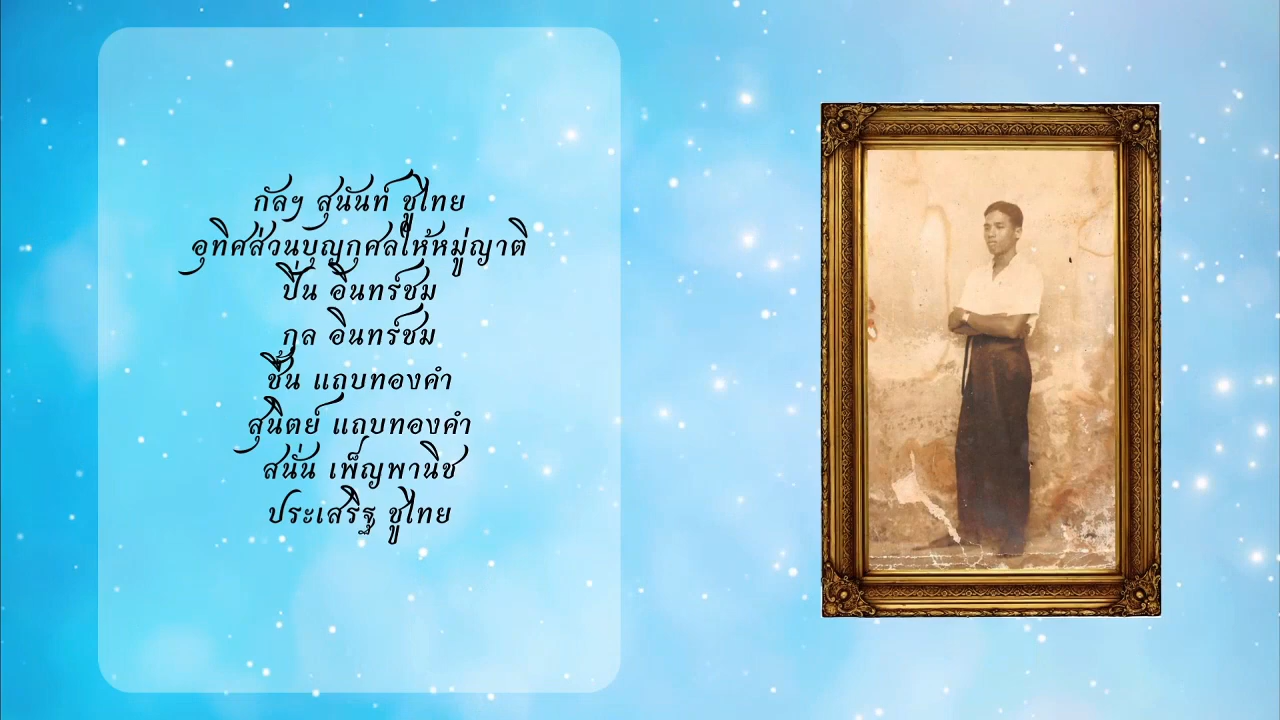 กัลฯ สุนันท์ ชูไทย
อุทิศส่วนบุญกุศลให้หมู่ญาติ
ปิ่น อินทร์ชม
กุล อินทร์ชม
ชื้น แถบทองคำ
สุนิตย์ แถบทองคำ
สนั่น เพ็ญพานิช
ประเสริฐ ชูไทย